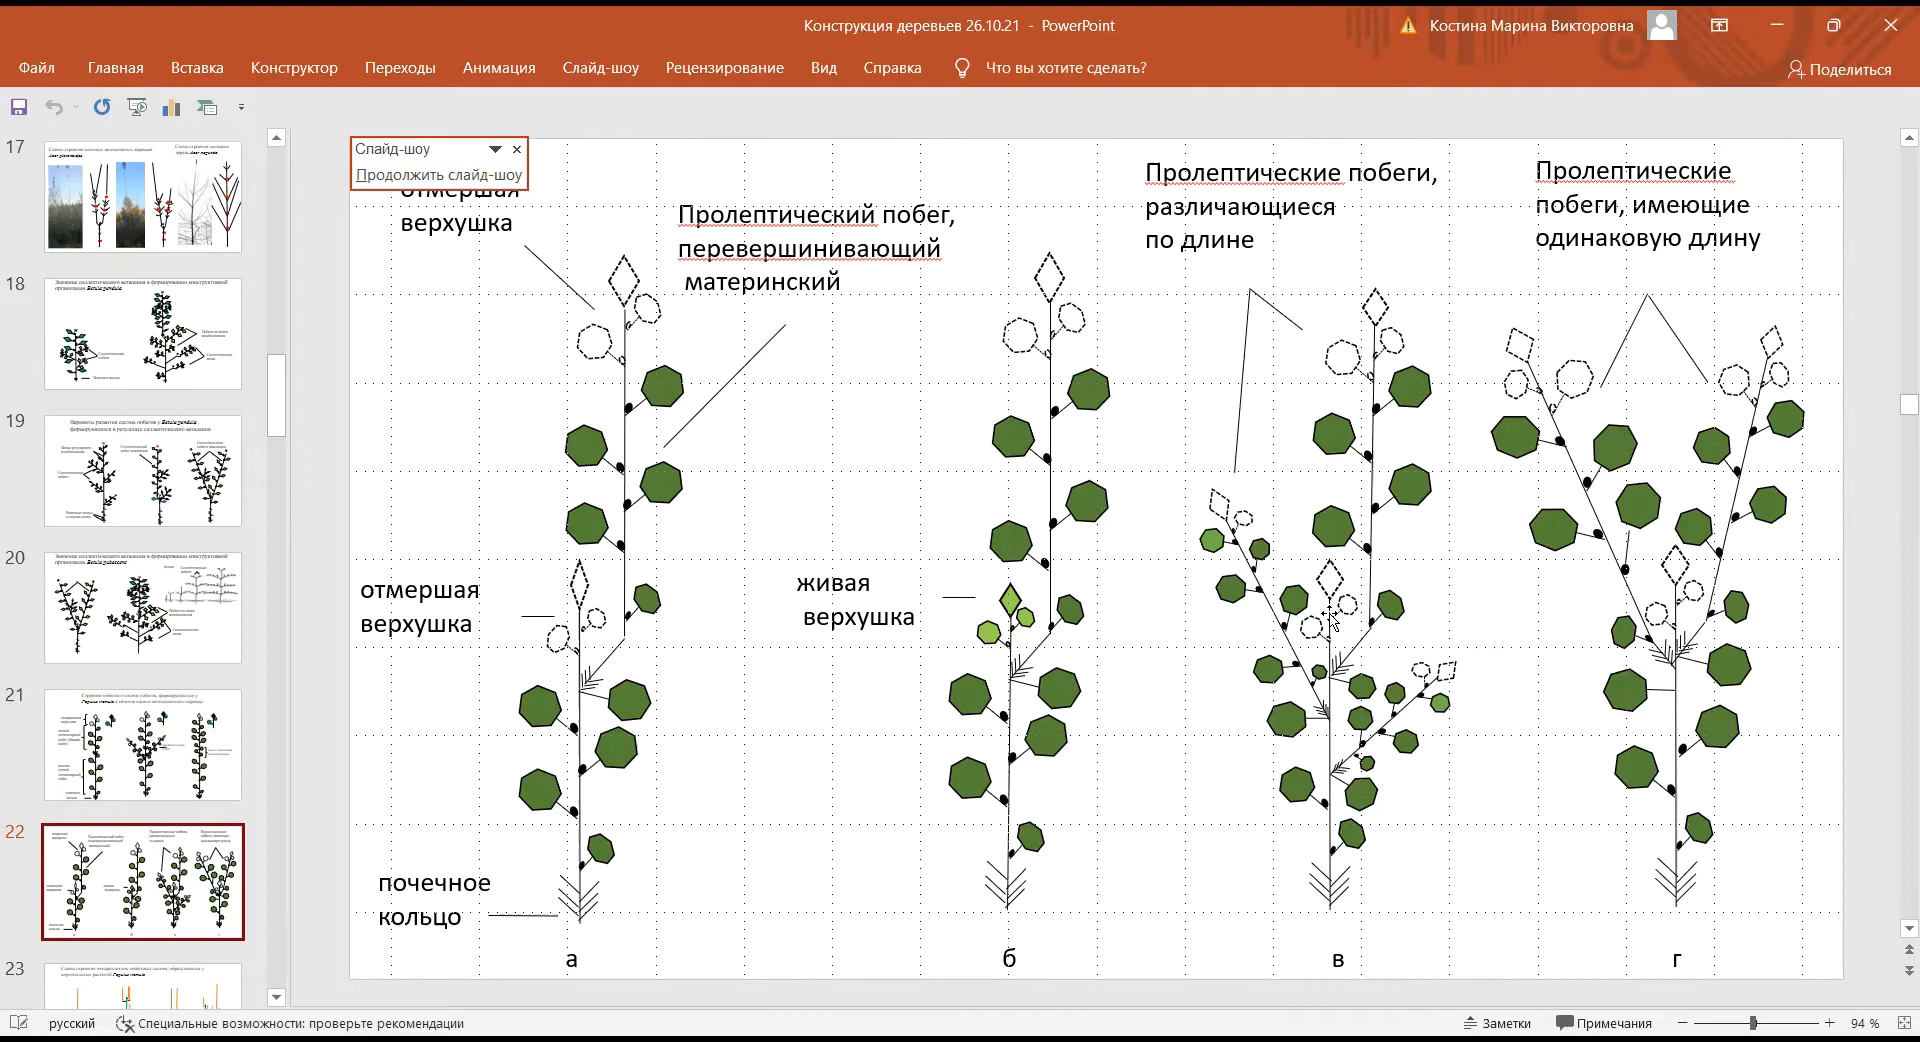 Конструкция деревьев 26.10.21 - PowerPoint
Костина Марина Викторовна
Файл Главная Вставка Конструктор Переходы Анимация Слайд-шоу Рецензирование Вид Справка Что вы хотите сделать?
Поделиться
17
18
19
20
21
22
23
Слайд-шоу
Продолжить слайд-шоу
отмершая
верхушка
Пролептический побег,
перевершинивающий
материнский
Пролептические побеги,
различающиеся
по длине
Пролептические
побеги, имеющие
одинаковую длину
отмершая
верхушка
живая
верхушка
почечное
кольцо
а
б
в
г
русский
Специальные возможности: проверьте рекомендации
Заметки
Примечания
94 %